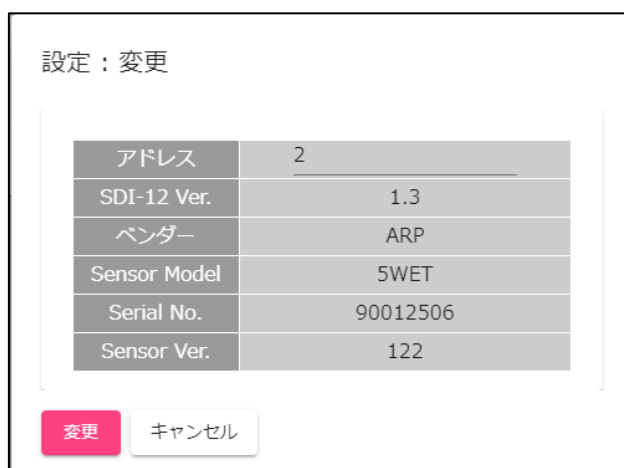 設定：変更
アドレス 2
SDI-12 Ver. 1.3
ベンダー ARP
Sensor Model 5WET
Serial No. 90012506
Sensor Ver. 122
変更 キャンセル